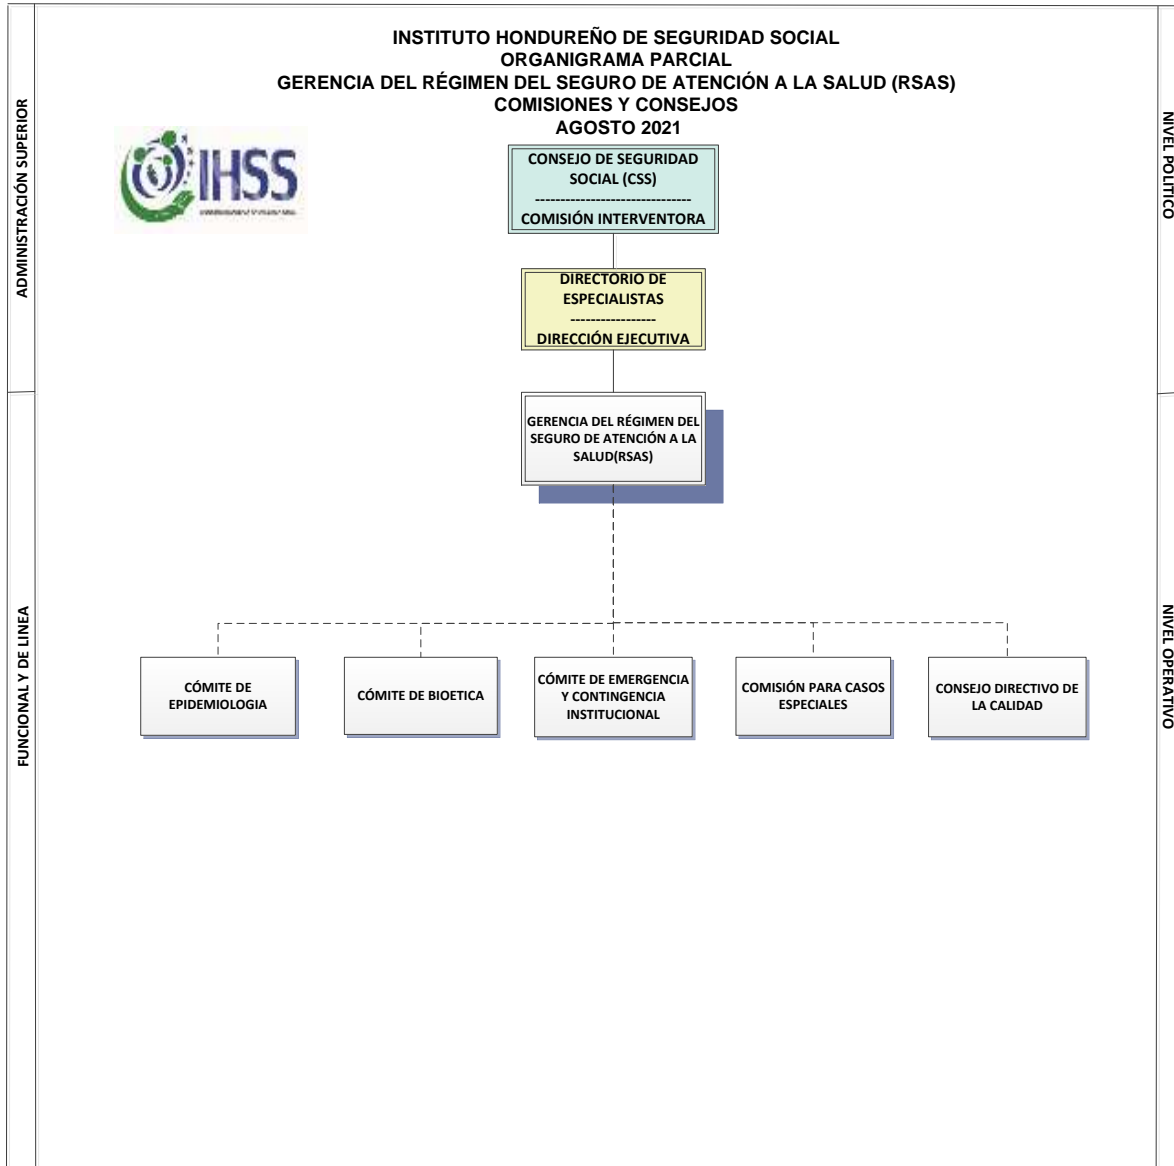 INSTITUTO HONDUREÑO DE SEGURIDAD SOCIAL
ORGANIGRAMA PARCIAL
GERENCIA DEL RÉGIMEN DEL SEGURO DE ATENCIÓN A LA SALUD (RSAS)
COMISIONES Y CONSEJOS
AGOSTO 2021
ADMINISTRACIÓN SUPERIOR
NIVEL POLITICO
IHSS
CONSEJO DE SEGURIDAD
SOCIAL (CSS)
--------------------------------
COMISIÓN INTERVENTORA
DIRECTORIO DE
ESPECIALISTAS
-----------------
DIRECCIÓN EJECUTIVA
GERENCIA DEL RÉGIMEN DEL
SEGURO DE ATENCIÓN A LA
SALUD(RSAS)
FUNCIONAL Y DE LINEA
NIVEL OPERATIVO
CÓMITE DE
EPIDEMIOLOGIA
CÓMITE DE BIOETICA
CÓMITE DE EMERGENCIA
Y CONTINGENCIA
INSTITUCIONAL
COMISIÓN PARA CASOS
ESPECIALES
CONSEJO DIRECTIVO DE
LA CALIDAD